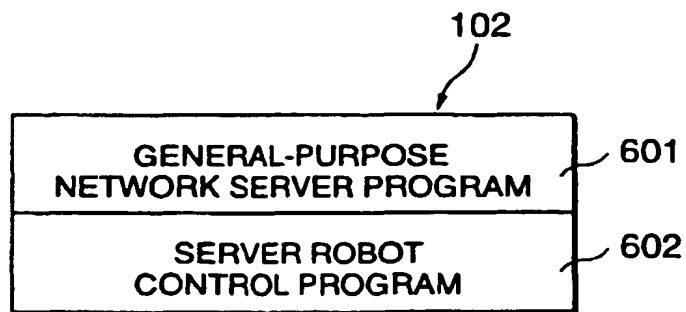 102
GENERAL-PURPOSE
NETWORK SERVER PROGRAM
601
SERVER ROBOT
CONTROL PROGRAM
602